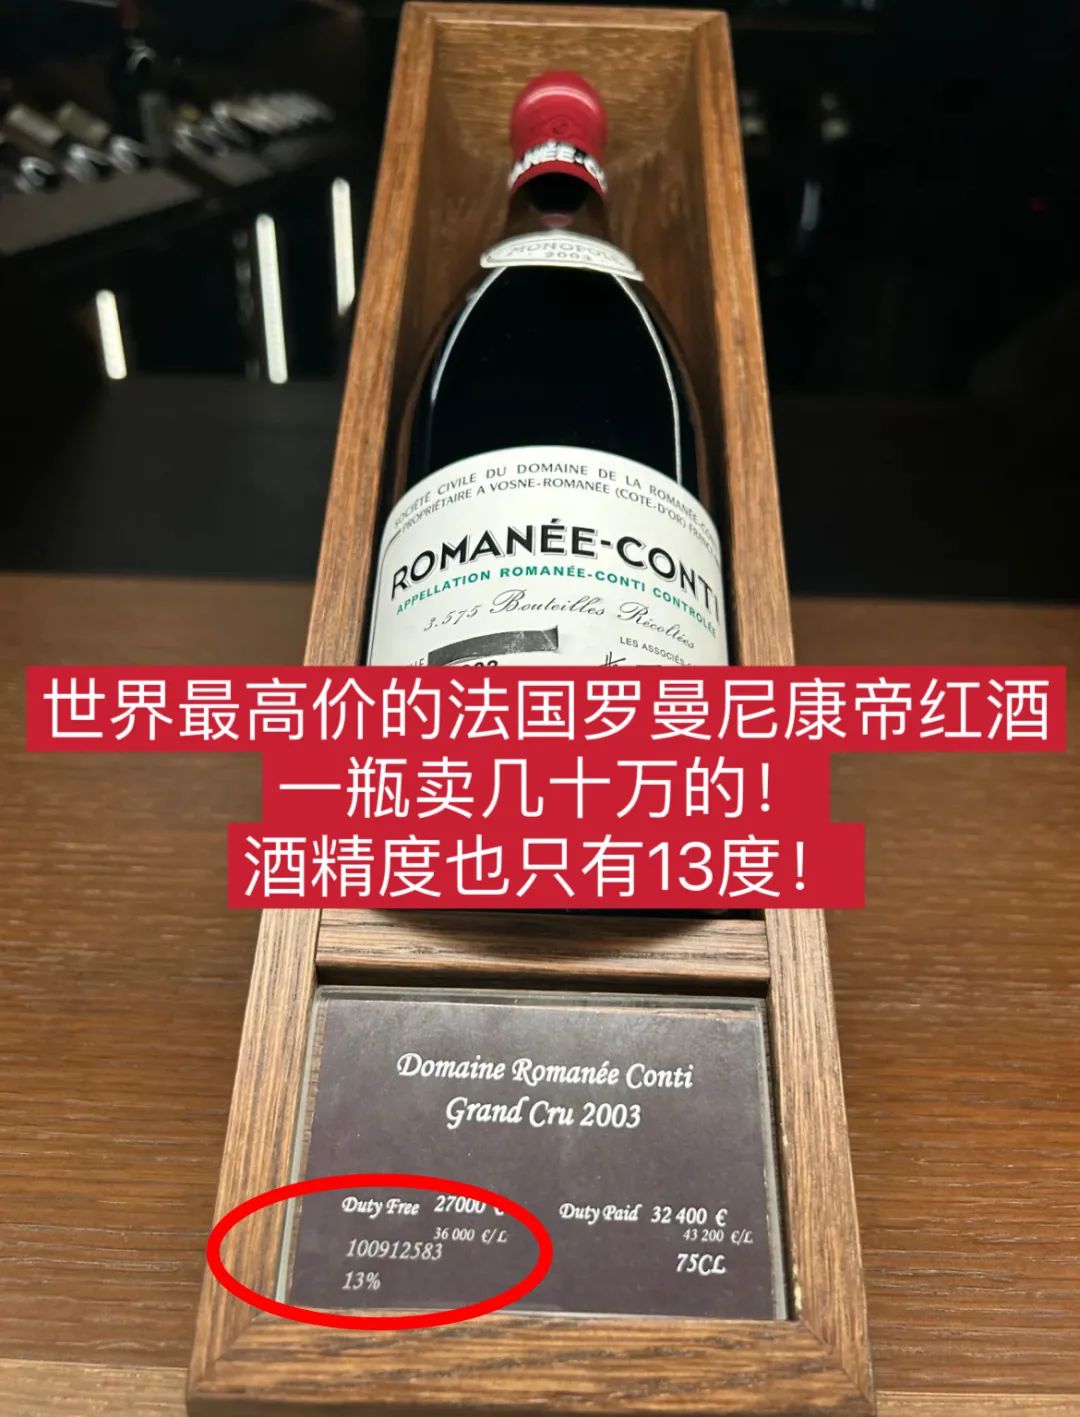 MONOPOLE
2003
SOCIÉTÉ CIVILE DU DOMAINE DE LA ROMANÉE-CO
PROPRIÉTAIRE A VOSNE-ROMANÉE (COTE-D'OR) FRANC
ROMANÉE-CONTI
APPELLATION ROMANÉE-CONTI CONTROLÉE
3.575 Bouteilles Récoltées
LES ASSOCIÉS-G
世界最高价的法国罗曼尼康帝红酒
一瓶卖几十万的！
酒精度也只有13度！
Domaine Romanée Conti
Grand Cru 2003
Duty Free 27000 € Duty Paid 32 400 €
36 000 €/L 43 200 €/L
100912583 75CL
13%